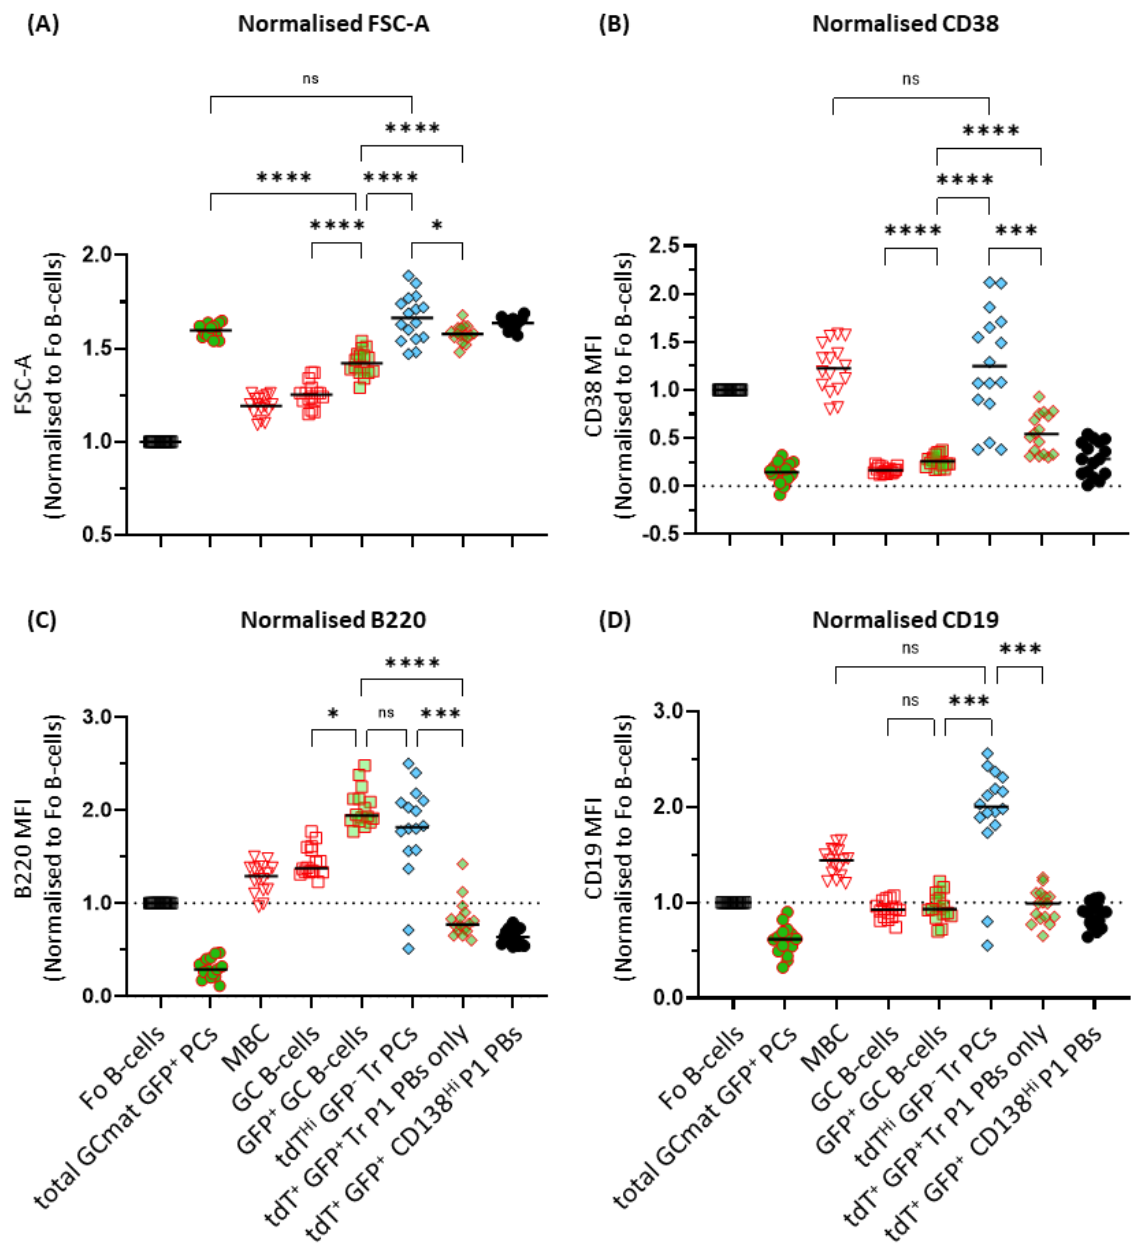 (A) Normalised FSC-A
ns
****
**** ****
**** *
FSC-A
(Normalised to Fo B-cells)
2.0
1.5
1.0
0.5
(B) Normalised CD38
ns
****
****
**** ***
CD38 MFI
(Normalised to Fo B-cells)
2.5
2.0
1.5
1.0
0.5
0.0
-0.5
(C) Normalised B220
****
* ns ***
B220 MFI
(Normalised to Fo B-cells)
3.0
2.0
1.0
0.0
Fo B-cells
total GCmat GFP⁺ PCs
MBC
GC B-cells
GFP⁺ GC B-cells
tdTᴴⁱ GFP⁻ Tr PCs
tdT⁺ GFP⁺Tr P1 PBs only
tdT⁺ GFP⁺ CD138ᴴⁱ P1 PBs
(D) Normalised CD19
ns ***
ns ***
CD19 MFI
(Normalised to Fo B-cells)
3.0
2.0
1.0
0.0
Fo B-cells
total GCmat GFP⁺ PCs
MBC
GC B-cells
GFP⁺ GC B-cells
tdTᴴⁱ GFP⁻ Tr PCs
tdT⁺ GFP⁺Tr P1 PBs only
tdT⁺ GFP⁺ CD138ᴴⁱ P1 PBs